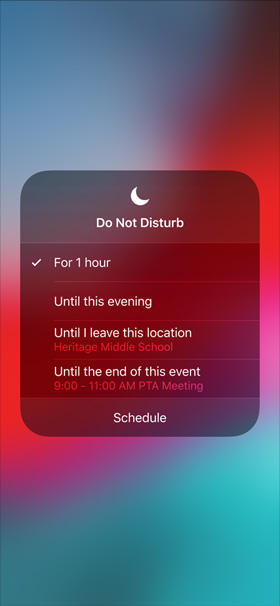 Do Not Disturb
For 1 hour
Until this evening
Until I leave this location
Heritage Middle School
Until the end of this event
9:00 - 11:00 AM PTA Meeting
Schedule